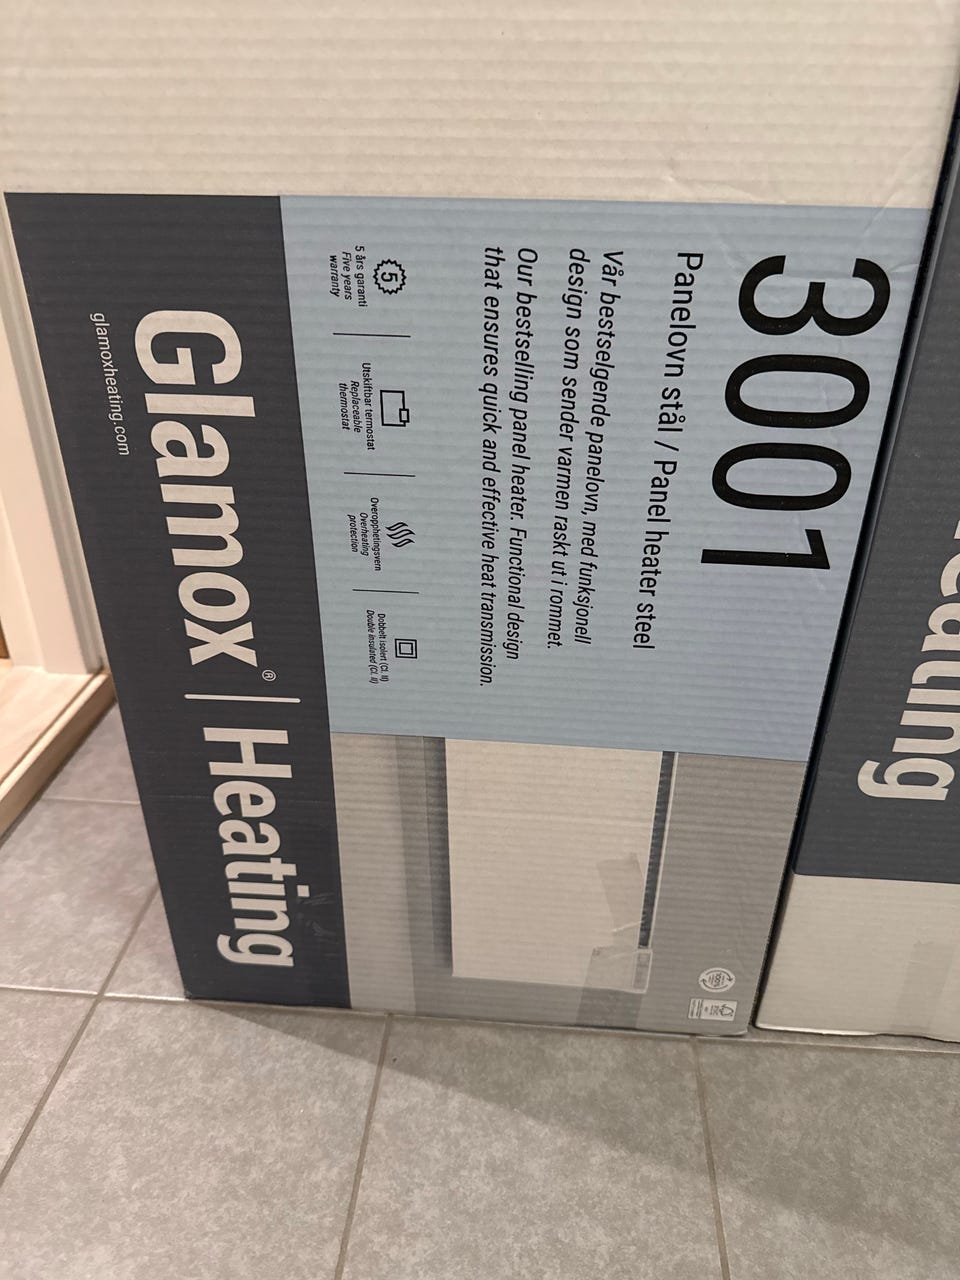 3001
Panelovn stål / Panel heater steel
Vår bestselgende panelovn, med funksjonell
design som sender varmen raskt ut i rommet.
Our bestselling panel heater. Functional design
that ensures quick and effective heat transmission.
5
5 års garanti
Five years
warranty
Utskiftbar termostat
Replaceable
thermostat
Overopphetingsvern
Overheating
protection
Dobbelt isolert (Cl. II)
Double insulated (Cl. II)
100%
FSC
Glamox® | Heating
glamoxheating.com
eating